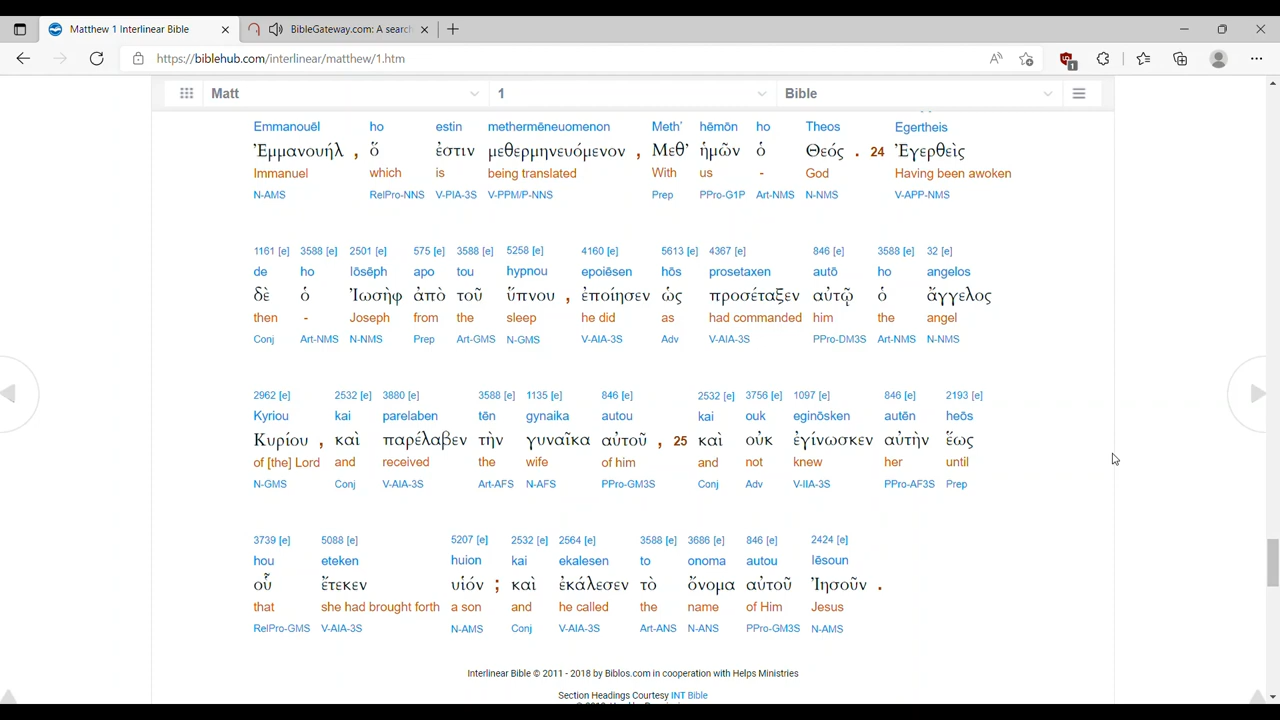 Matthew 1 Interlinear Bible
BibleGateway.com: A searc
https://biblehub.com/interlinear/matthew/1.htm
1
Matt 1 Bible
Emmanouēl ho estin methermēneuomenon Meth’ hēmōn ho Theos Egertheis
Ἐμμανουήλ , ὅ ἐστιν μεθερμηνευόμενον , Μεθ’ ἡμῶν ὁ Θεός . 24 Ἐγερθεὶς
Immanuel which is being translated With us - God Having been awoken
N-AMS RelPro-NNS V-PIA-3S V-PPM/P-NNS Prep PPro-G1P Art-NMS N-NMS V-APP-NMS
1161 [e] 3588 [e] 2501 [e] 575 [e] 3588 [e] 5258 [e] 4160 [e] 5613 [e] 4367 [e] 846 [e] 3588 [e] 32 [e]
de ho Iōsēph apo tou hypnou epoiēsen hōs prosetaxen autō ho angelos
δὲ ὁ Ἰωσὴφ ἀπὸ τοῦ ὕπνου , ἐποίησεν ὡς προσέταξεν αὐτῷ ὁ ἄγγελος
then - Joseph from the sleep he did as had commanded him the angel
Conj Art-NMS N-NMS Prep Art-GMS N-GMS V-AIA-3S Adv V-AIA-3S PPro-DM3S Art-NMS N-NMS
2962 [e] 2532 [e] 3880 [e] 3588 [e] 1135 [e] 846 [e] 2532 [e] 3756 [e] 1097 [e] 846 [e] 2193 [e]
Kyriou kai parelaben tēn gynaika autou kai ouk eginōsken autēn heōs
Κυρίου , καὶ παρέλαβεν τὴν γυναῖκα αὐτοῦ , 25 καὶ οὐκ ἐγίνωσκεν αὐτὴν ἕως
of [the] Lord and received the wife of him and not knew her until
N-GMS Conj V-AIA-3S Art-AFS N-AFS PPro-GM3S Conj Adv V-IIA-3S PPro-AF3S Prep
3739 [e] 5088 [e] 5207 [e] 2532 [e] 2564 [e] 3588 [e] 3686 [e] 846 [e] 2424 [e]
hou eteken huion kai ekalesen to onoma autou Iēsoun
οὗ ἔτεκεν υἱόν ; καὶ ἐκάλεσεν τὸ ὄνομα αὐτοῦ Ἰησοῦν .
that she had brought forth a son and he called the name of Him Jesus
RelPro-GMS V-AIA-3S N-AMS Conj V-AIA-3S Art-ANS N-ANS PPro-GM3S N-AMS
Interlinear Bible © 2011 - 2018 by Biblos.com in cooperation with Helps Ministries
Section Headings Courtesy INT Bible